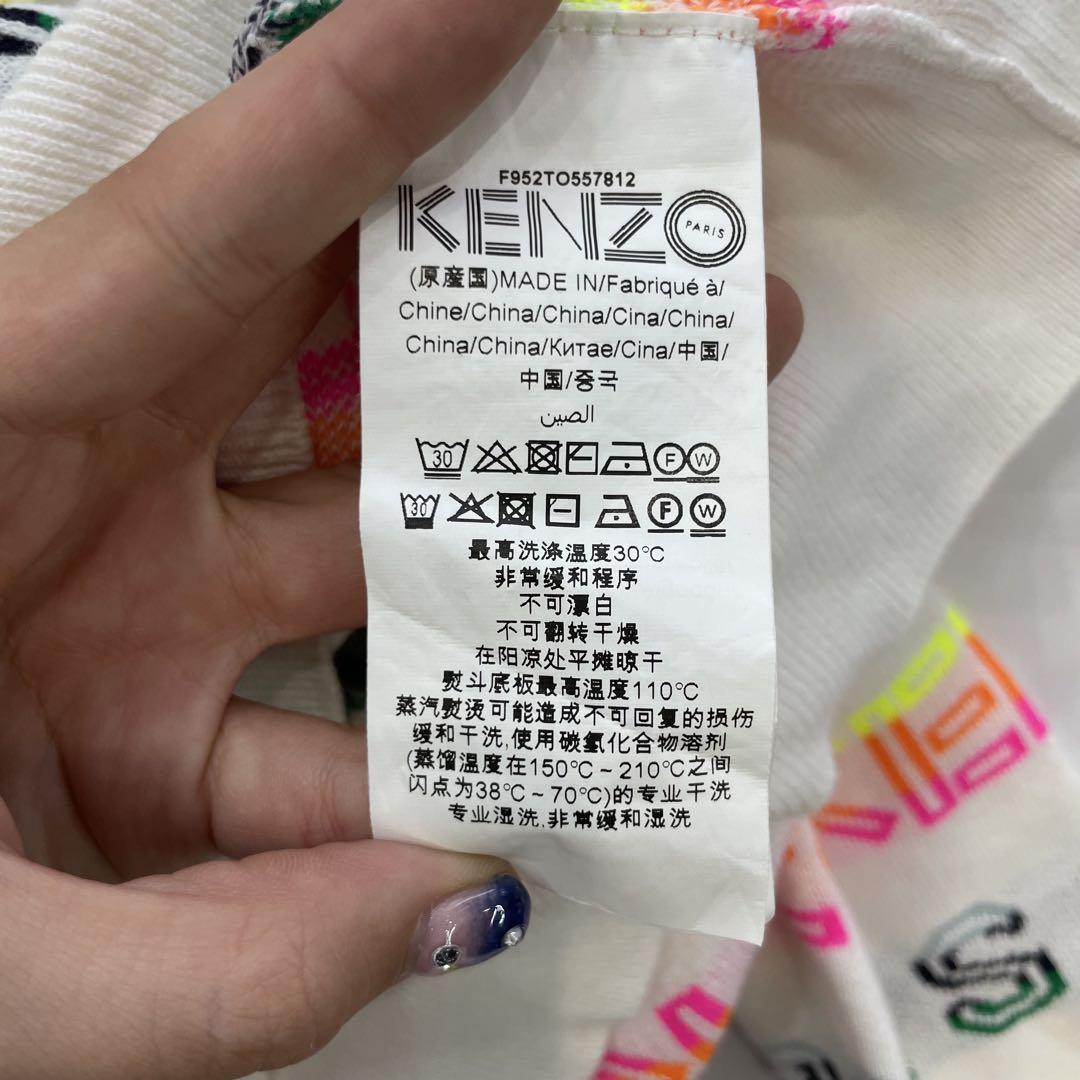 F952TO557812
KENZO PARIS
(原産国)MADE IN/Fabriqué à/
Chine/China/China/Cina/China/
China/China/Китае/Cina/中国/
中国/중국
الصين
30 F W
30 F W
最高洗涤温度30°C
非常缓和程序
不可漂白
不可翻转干燥
在阳凉处平摊晾干
熨斗底板最高温度110°C
蒸汽熨烫可能造成不可回复的损伤
缓和干洗,使用碳氢化合物溶剂
(蒸馏温度在150°C~210°C之间
闪点为38°C~70°C)的专业干洗
专业湿洗,非常缓和湿洗
S